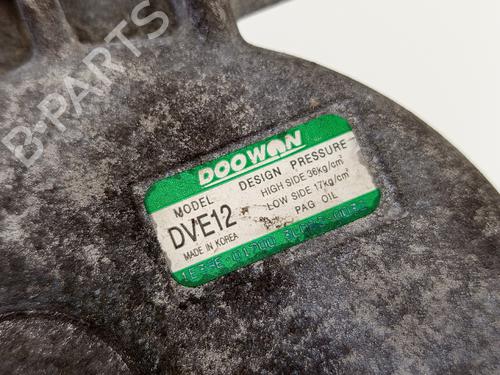 B-PARTS
DOOWON
MODEL DESIGN PRESSURE
DVE12 HIGH SIDE 36kg/cm²
LOW SIDE 17kg/cm²
MADE IN KOREA PAG OIL